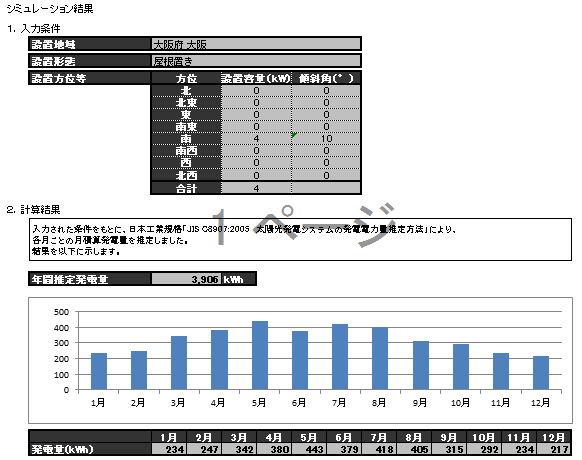 シミュレーション結果
1．入力条件
設置地域 大阪府 大阪
設置形態 屋根置き
設置方位等 方位 設置容量(kW) 傾斜角(°)
北 0 0
北東 0 0
東 0 0
南東 0 0
南 4 10
南西 0 0
西 0 0
北西 0 0
合計 4
2．計算結果
1 ページ
入力された条件をもとに、日本工業規格「JIS C8907:2005 太陽光発電システムの発電電力量推定方法」により、
各月ごとの月積算発電量を推定しました。
結果を以下に示します。
年間推定発電量 3,906 kWh
500
400
300
200
100
0
1月 2月 3月 4月 5月 6月 7月 8月 9月 10月 11月 12月
1月 2月 3月 4月 5月 6月 7月 8月 9月 10月 11月 12月
発電量(kWh) 234 247 342 380 443 379 418 405 315 292 234 217